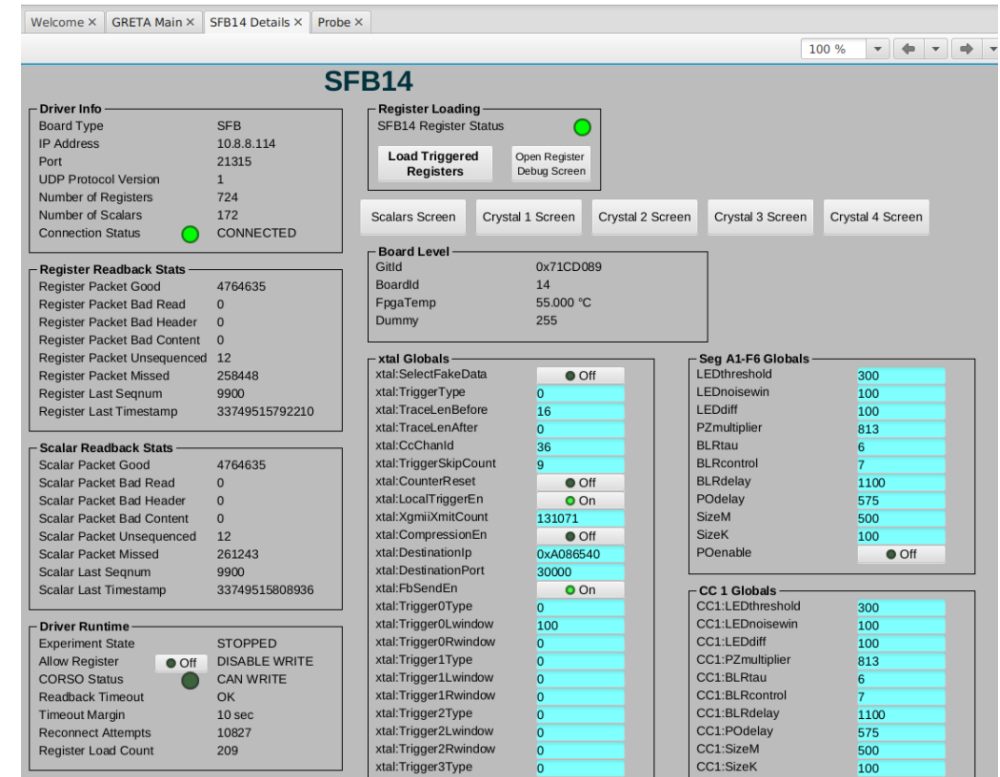 Welcome × GRETA Main × SFB14 Details × Probe ×
100 %
SFB14
Driver Info
Board Type SFB
IP Address 10.8.8.114
Port 21315
UDP Protocol Version 1
Number of Registers 724
Number of Scalars 172
Connection Status CONNECTED
Register Readback Stats
Register Packet Good 4764635
Register Packet Bad Read 0
Register Packet Bad Header 0
Register Packet Bad Content 0
Register Packet Unsequenced 12
Register Packet Missed 258448
Register Last Seqnum 9900
Register Last Timestamp 33749515792210
Scalar Readback Stats
Scalar Packet Good 4764635
Scalar Packet Bad Read 0
Scalar Packet Bad Header 0
Scalar Packet Bad Content 0
Scalar Packet Unsequenced 12
Scalar Packet Missed 261243
Scalar Last Seqnum 9900
Scalar Last Timestamp 33749515808936
Driver Runtime
Experiment State STOPPED
Allow Register Off DISABLE WRITE
CORSO Status CAN WRITE
Readback Timeout OK
Timeout Margin 10 sec
Reconnect Attempts 10827
Register Load Count 209
Register Loading
SFB14 Register Status
Load Triggered
Registers
Open Register
Debug Screen
Scalars Screen Crystal 1 Screen Crystal 2 Screen Crystal 3 Screen Crystal 4 Screen
Board Level
GitId 0x71CD089
BoardId 14
FpgaTemp 55.000 °C
Dummy 255
xtal Globals
xtal:SelectFakeData Off
xtal:TriggerType 0
xtal:TraceLenBefore 16
xtal:TraceLenAfter 0
xtal:CcChanId 36
xtal:TriggerSkipCount 9
xtal:CounterReset Off
xtal:LocalTriggerEn On
xtal:XgmiiXmitCount 131071
xtal:CompressionEn Off
xtal:DestinationIp 0xA086540
xtal:DestinationPort 30000
xtal:FbSendEn On
xtal:Trigger0Type 0
xtal:Trigger0Lwindow 100
xtal:Trigger0Rwindow 0
xtal:Trigger1Type 0
xtal:Trigger1Lwindow 0
xtal:Trigger1Rwindow 0
xtal:Trigger2Type 0
xtal:Trigger2Lwindow 0
xtal:Trigger2Rwindow 0
xtal:Trigger3Type 0
Seg A1-F6 Globals
LEDthreshold 300
LEDnoisewin 100
LEDdiff 100
PZmultiplier 813
BLRtau 6
BLRcontrol 7
BLRdelay 1100
POdelay 575
SizeM 500
SizeK 100
POenable Off
CC 1 Globals
CC1:LEDthreshold 300
CC1:LEDnoisewin 100
CC1:LEDdiff 100
CC1:PZmultiplier 813
CC1:BLRtau 6
CC1:BLRcontrol 7
CC1:BLRdelay 1100
CC1:POdelay 575
CC1:SizeM 500
CC1:SizeK 100